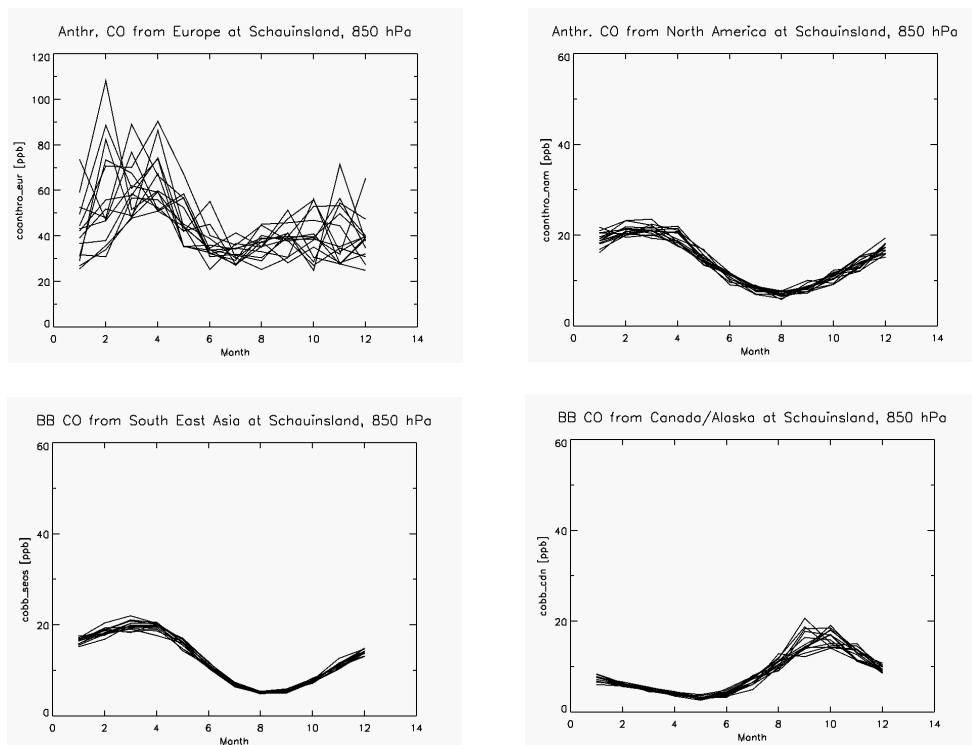 Anthr. CO from Europe at Schauinsland, 850 hPa
120
100
80
60
40
20
0
coanthro_eur [ppb]
0 2 4 6 8 10 12 14
Month
Anthr. CO from North America at Schauinsland, 850 hPa
60
40
20
0
coanthro_nam [ppb]
0 2 4 6 8 10 12 14
Month
BB CO from South East Asia at Schauinsland, 850 hPa
60
40
20
0
cobb_seas [ppb]
0 2 4 6 8 10 12 14
Month
BB CO from Canada/Alaska at Schauinsland, 850 hPa
60
40
20
0
cobb_cdn [ppb]
0 2 4 6 8 10 12 14
Month